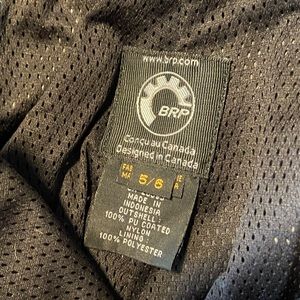 www.brp.com
BRP
Conçu au Canada
Designed in Canada
5/6
MADE IN
INDONESIA
OUTSHELL:
100% PU COATED
NYLON
LINING:
100% POLYESTER